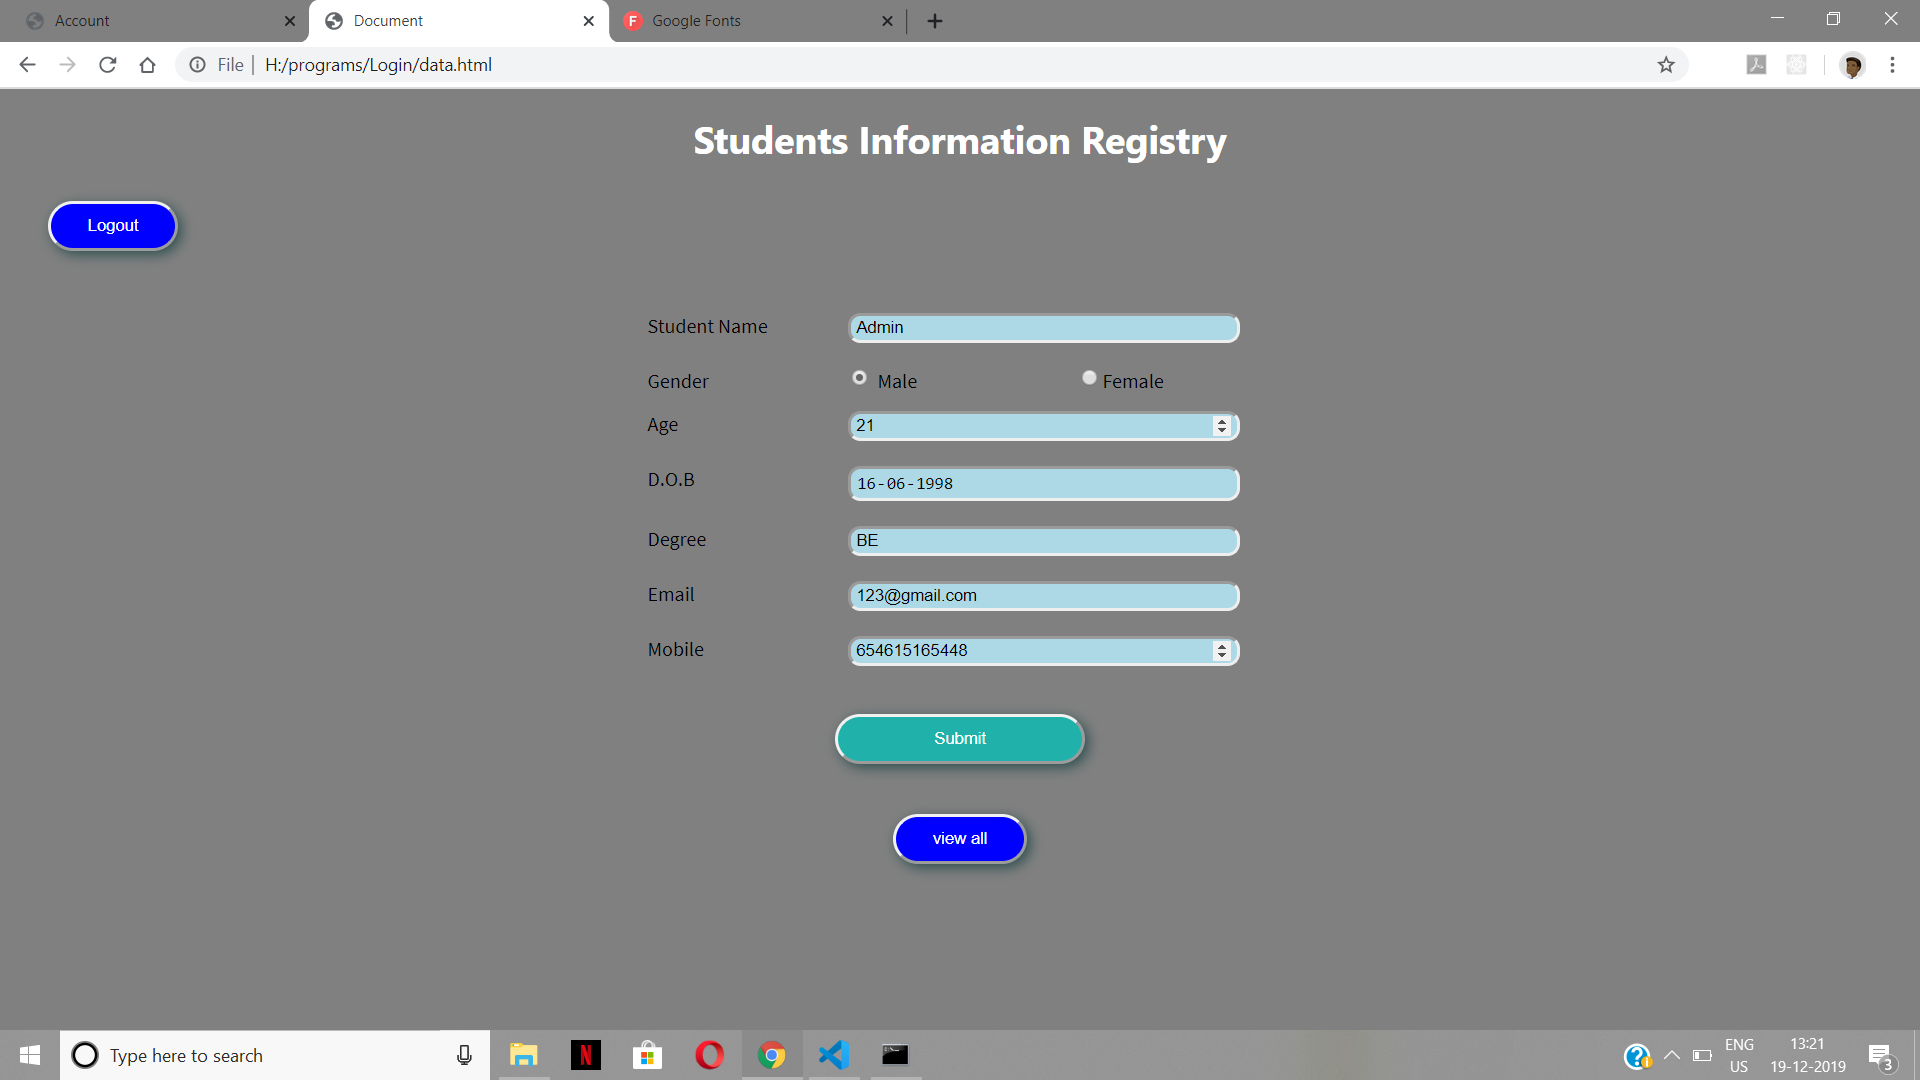 Account
Document
Google Fonts
File | H:/programs/Login/data.html
Students Information Registry
Logout
Student Name Admin
Gender Male Female
Age 21
D.O.B 16-06-1998
Degree BE
Email 123@gmail.com
Mobile 654615165448
Submit
view all
Type here to search
ENG
US
13:21
19-12-2019
3